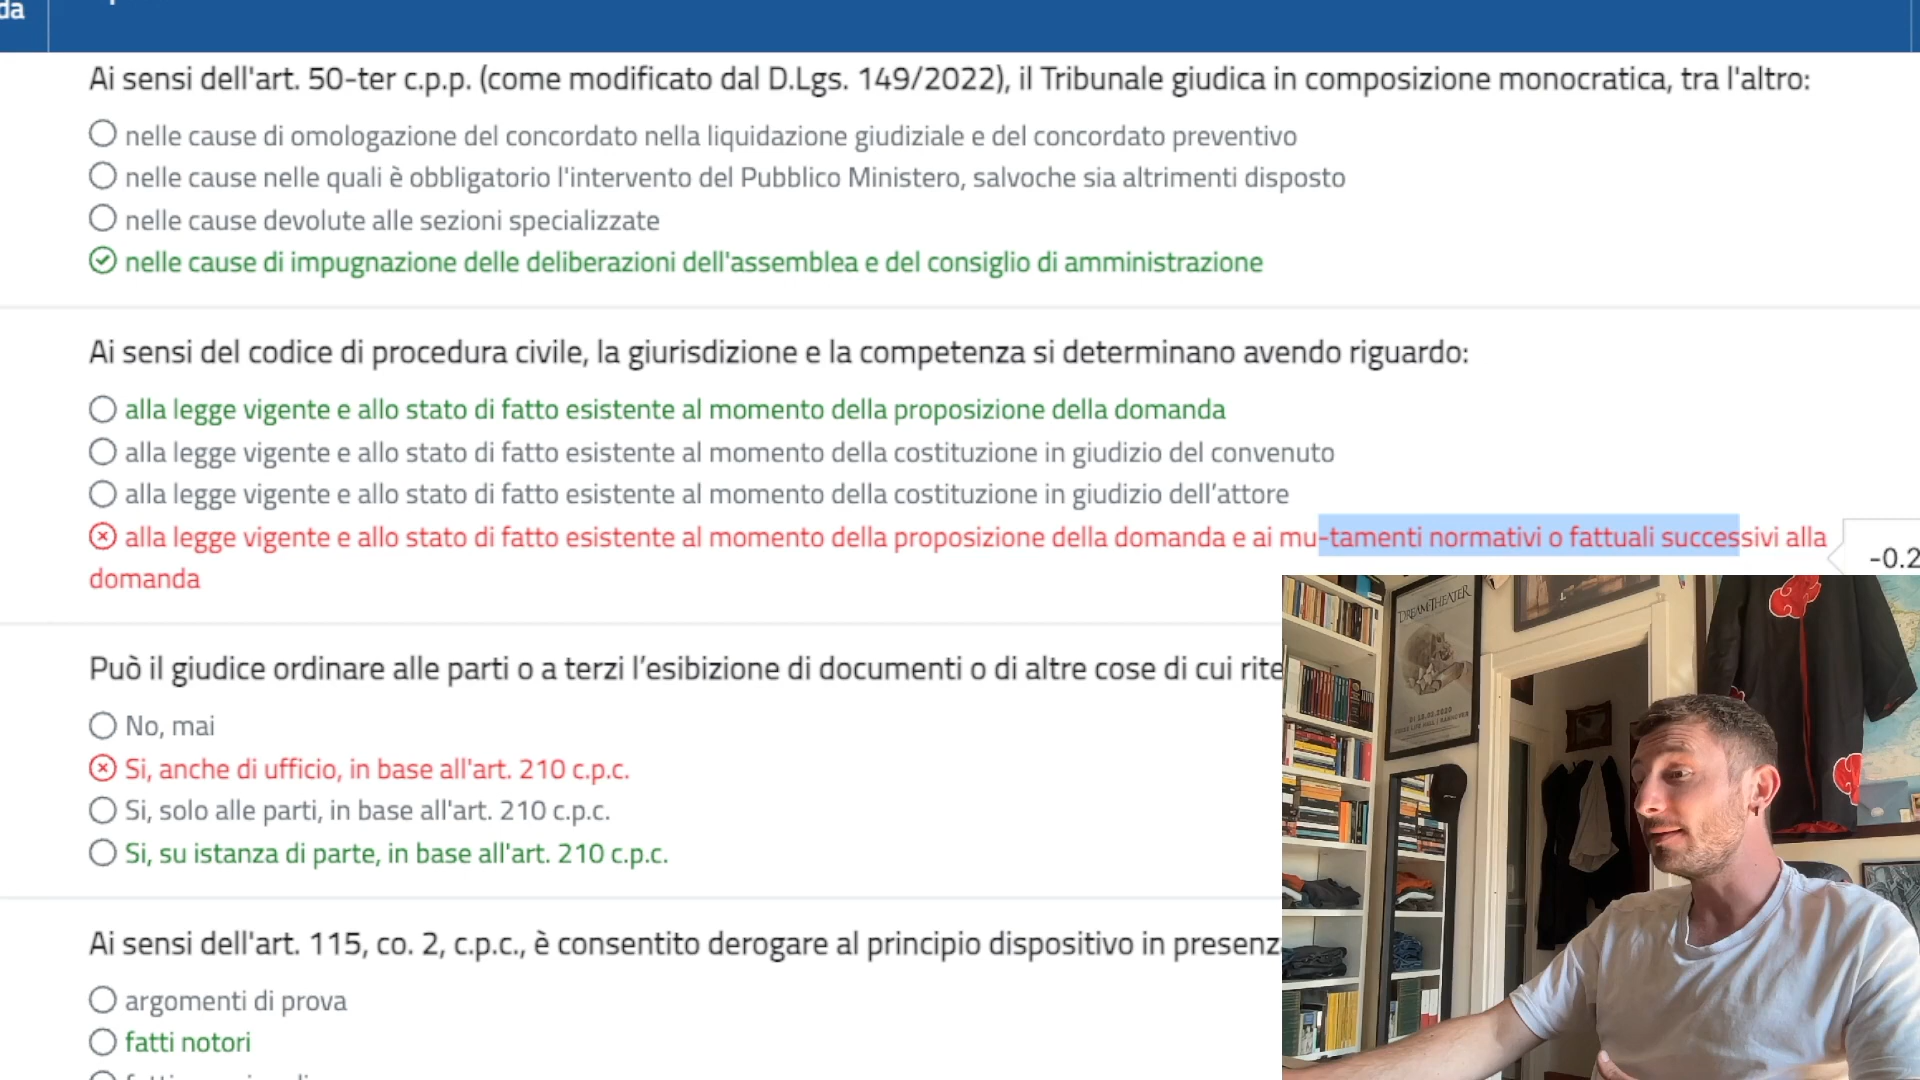 da
Ai sensi dell'art. 50-ter c.p.p. (come modificato dal D.Lgs. 149/2022), il Tribunale giudica in composizione monocratica, tra l'altro:
nelle cause di omologazione del concordato nella liquidazione giudiziale e del concordato preventivo
nelle cause nelle quali è obbligatorio l'intervento del Pubblico Ministero, salvoche sia altrimenti disposto
nelle cause devolute alle sezioni specializzate
nelle cause di impugnazione delle deliberazioni dell'assemblea e del consiglio di amministrazione
Ai sensi del codice di procedura civile, la giurisdizione e la competenza si determinano avendo riguardo:
alla legge vigente e allo stato di fatto esistente al momento della proposizione della domanda
alla legge vigente e allo stato di fatto esistente al momento della costituzione in giudizio del convenuto
alla legge vigente e allo stato di fatto esistente al momento della costituzione in giudizio dell’attore
alla legge vigente e allo stato di fatto esistente al momento della proposizione della domanda e ai mu-tamenti normativi o fattuali successivi alla
domanda
-0.2
Può il giudice ordinare alle parti o a terzi l’esibizione di documenti o di altre cose di cui rite
No, mai
Si, anche di ufficio, in base all'art. 210 c.p.c.
Si, solo alle parti, in base all'art. 210 c.p.c.
Si, su istanza di parte, in base all'art. 210 c.p.c.
Ai sensi dell'art. 115, co. 2, c.p.c., è consentito derogare al principio dispositivo in presenz
argomenti di prova
fatti notori
DREAM THEATER